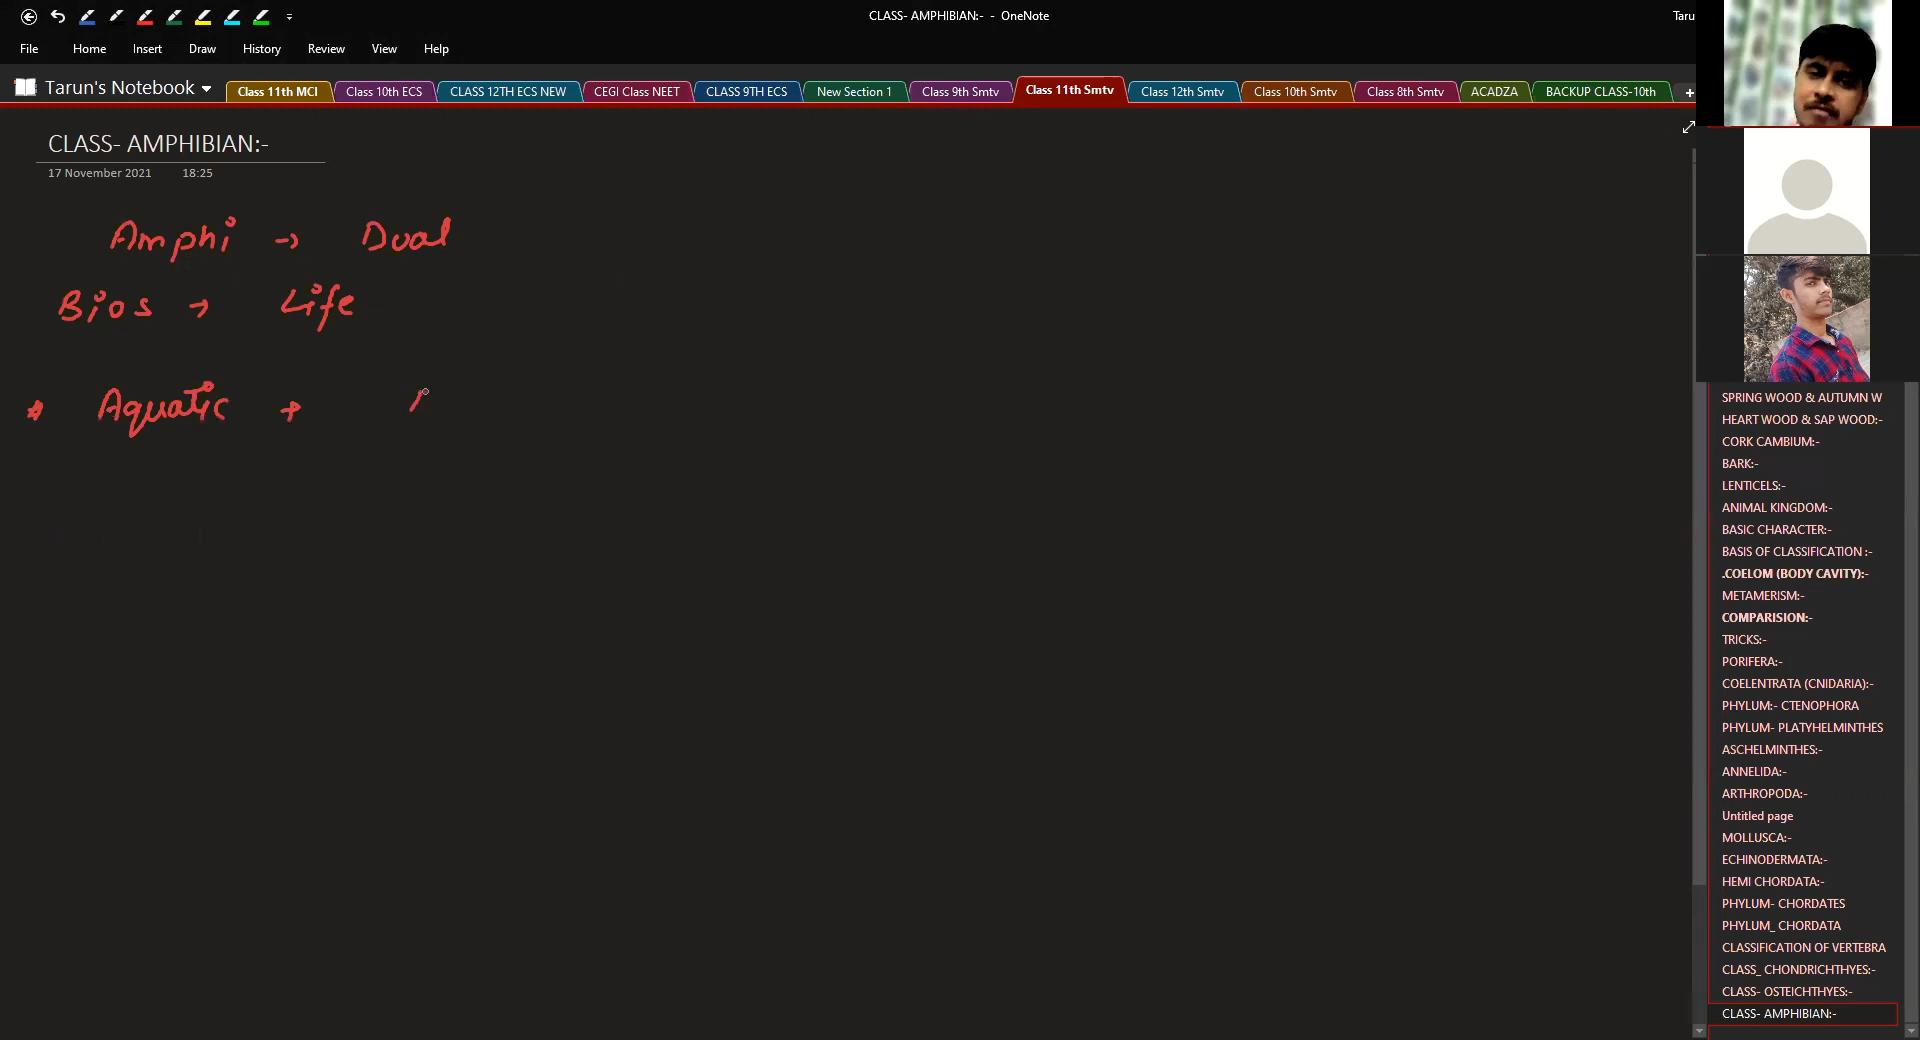 CLASS- AMPHIBIAN:- - OneNote
Taru
File Home Insert Draw History Review View Help
Tarun's Notebook
Class 11th MCI Class 10th ECS CLASS 12TH ECS NEW CEGI Class NEET CLASS 9TH ECS New Section 1 Class 9th Smtv Class 11th Smtv Class 12th Smtv Class 10th Smtv Class 8th Smtv ACADZA BACKUP CLASS-10th +
CLASS- AMPHIBIAN:-
17 November 2021 18:25
Amphi → Dual
Bios → Life
* Aquatic +
SPRING WOOD & AUTUMN W
HEART WOOD & SAP WOOD:-
CORK CAMBIUM:-
BARK:-
LENTICELS:-
ANIMAL KINGDOM:-
BASIC CHARACTER:-
BASIS OF CLASSIFICATION :-
.COELOM (BODY CAVITY):-
METAMERISM:-
COMPARISION:-
TRICKS:-
PORIFERA:-
COELENTRATA (CNIDARIA):-
PHYLUM:- CTENOPHORA
PHYLUM- PLATYHELMINTHES
ASCHELMINTHES:-
ANNELIDA:-
ARTHROPODA:-
Untitled page
MOLLUSCA:-
ECHINODERMATA:-
HEMI CHORDATA:-
PHYLUM- CHORDATES
PHYLUM_ CHORDATA
CLASSIFICATION OF VERTEBRA
CLASS_ CHONDRICHTHYES:-
CLASS- OSTEICHTHYES:-
CLASS- AMPHIBIAN:-